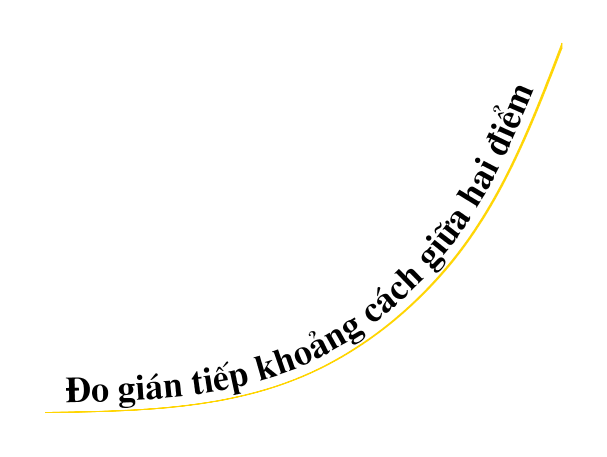 Đo gián tiếp khoảng cách giữa hai điểm